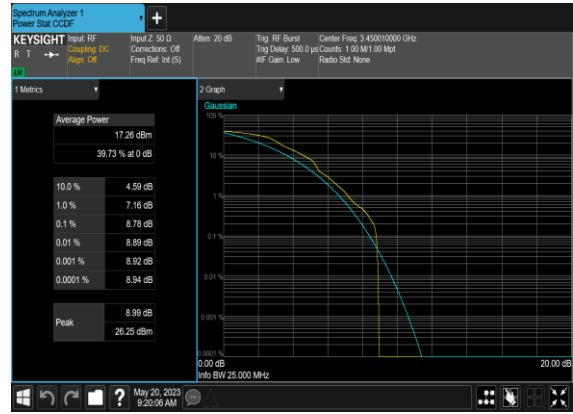 Spectrum Analyzer 1
Power Stat CCDF
KEYSIGHT
R T
LU
Input: RF
Coupling: DC
Align: Off
Input Z: 50 Ω
Corrections: Off
Freq Ref: Int (S)
Atten: 20 dB
Trig: RF Burst
Trig Delay: 500.0 µs
#IF Gain: Low
Center Freq: 3.450010000 GHz
Counts: 1.00 M/1.00 Mpt
Radio Std: None
1 Metrics
Average Power
17.26 dBm
39.73 % at 0 dB
10.0 % 4.59 dB
1.0 % 7.16 dB
0.1 % 8.78 dB
0.01 % 8.89 dB
0.001 % 8.92 dB
0.0001 % 8.94 dB
Peak
8.99 dB
26.25 dBm
2 Graph
Gaussian
100 %
10 %
1 %
0.1 %
0.01 %
0.001 %
0.0001 %
0.00 dB
20.00 dB
Info BW 25.000 MHz
May 20, 2023
9:20:06 AM